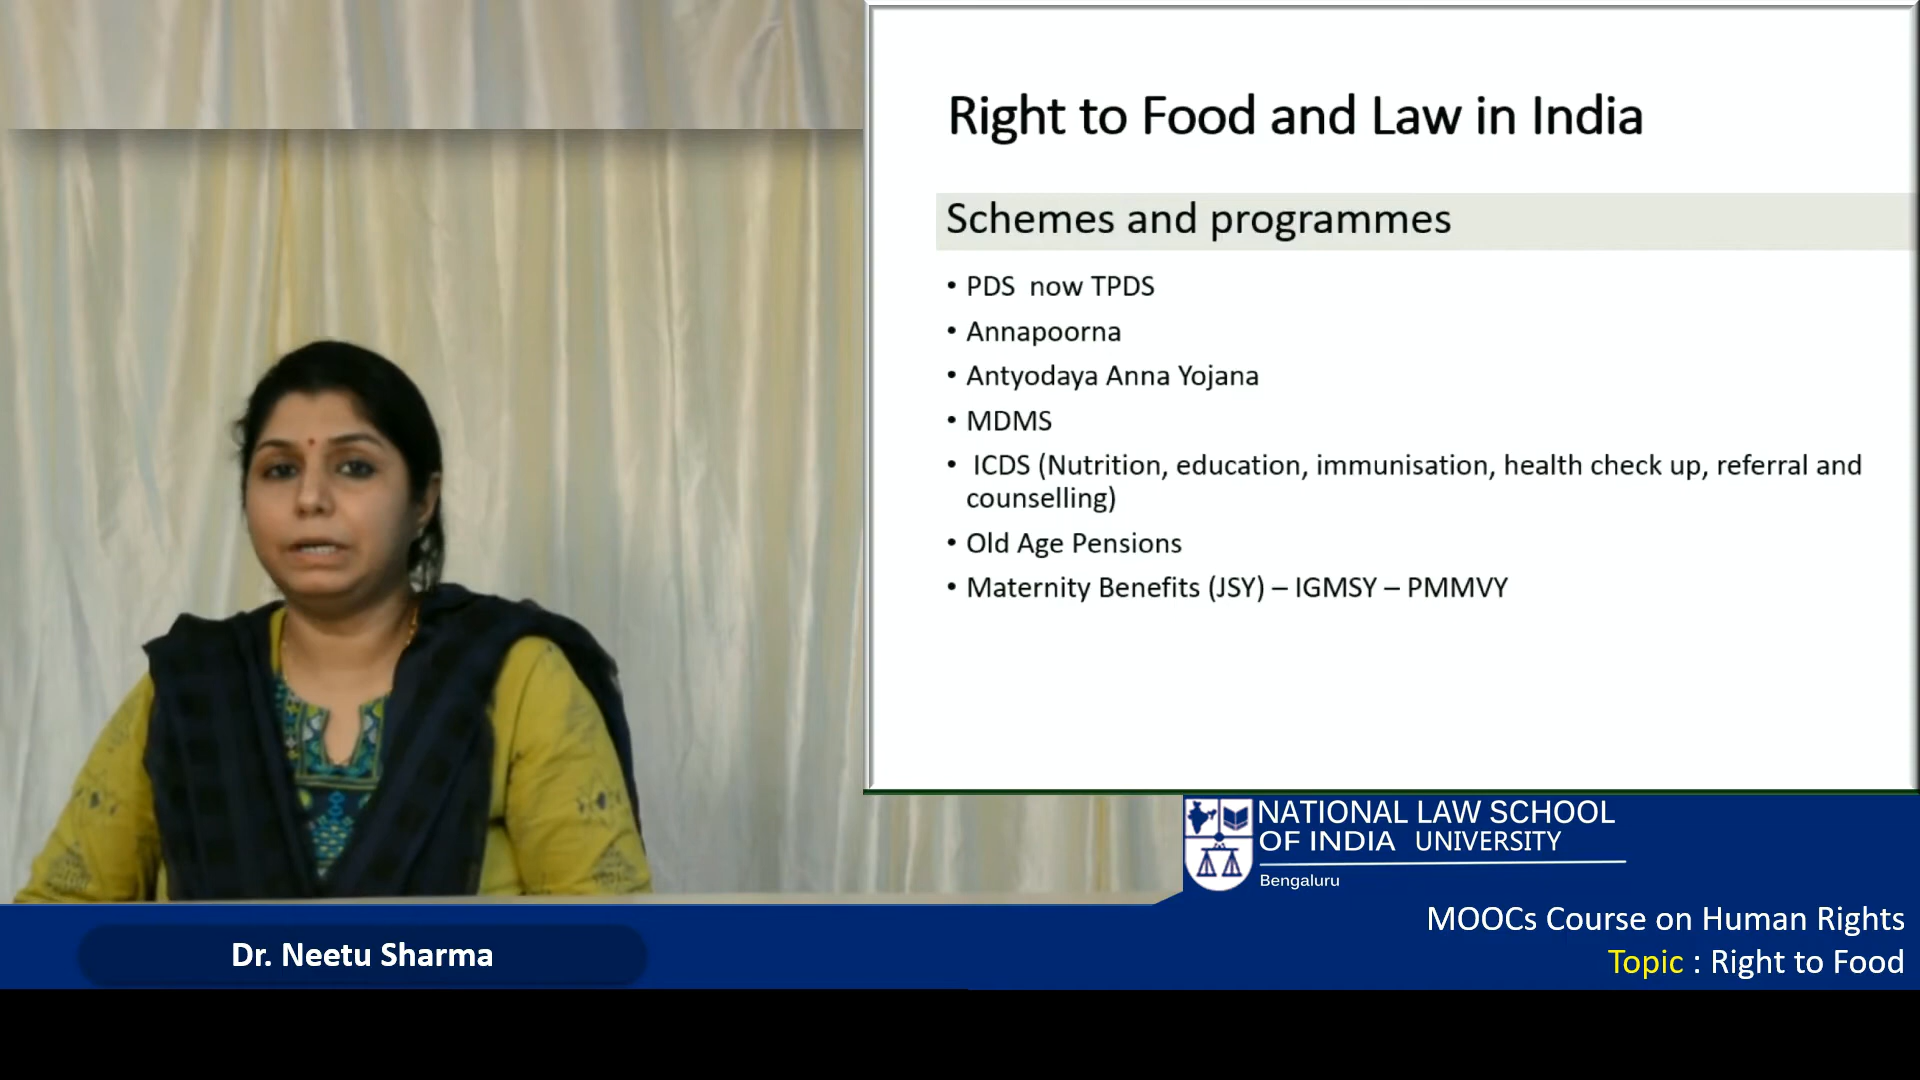 Right to Food and Law in India
Schemes and programmes
• PDS now TPDS
• Annapoorna
• Antyodaya Anna Yojana
• MDMS
• ICDS (Nutrition, education, immunisation, health check up, referral and
counselling)
• Old Age Pensions
• Maternity Benefits (JSY) – IGMSY – PMMVY
NATIONAL LAW SCHOOL
OF INDIA UNIVERSITY
Bengaluru
MOOCs Course on Human Rights
Topic : Right to Food
Dr. Neetu Sharma